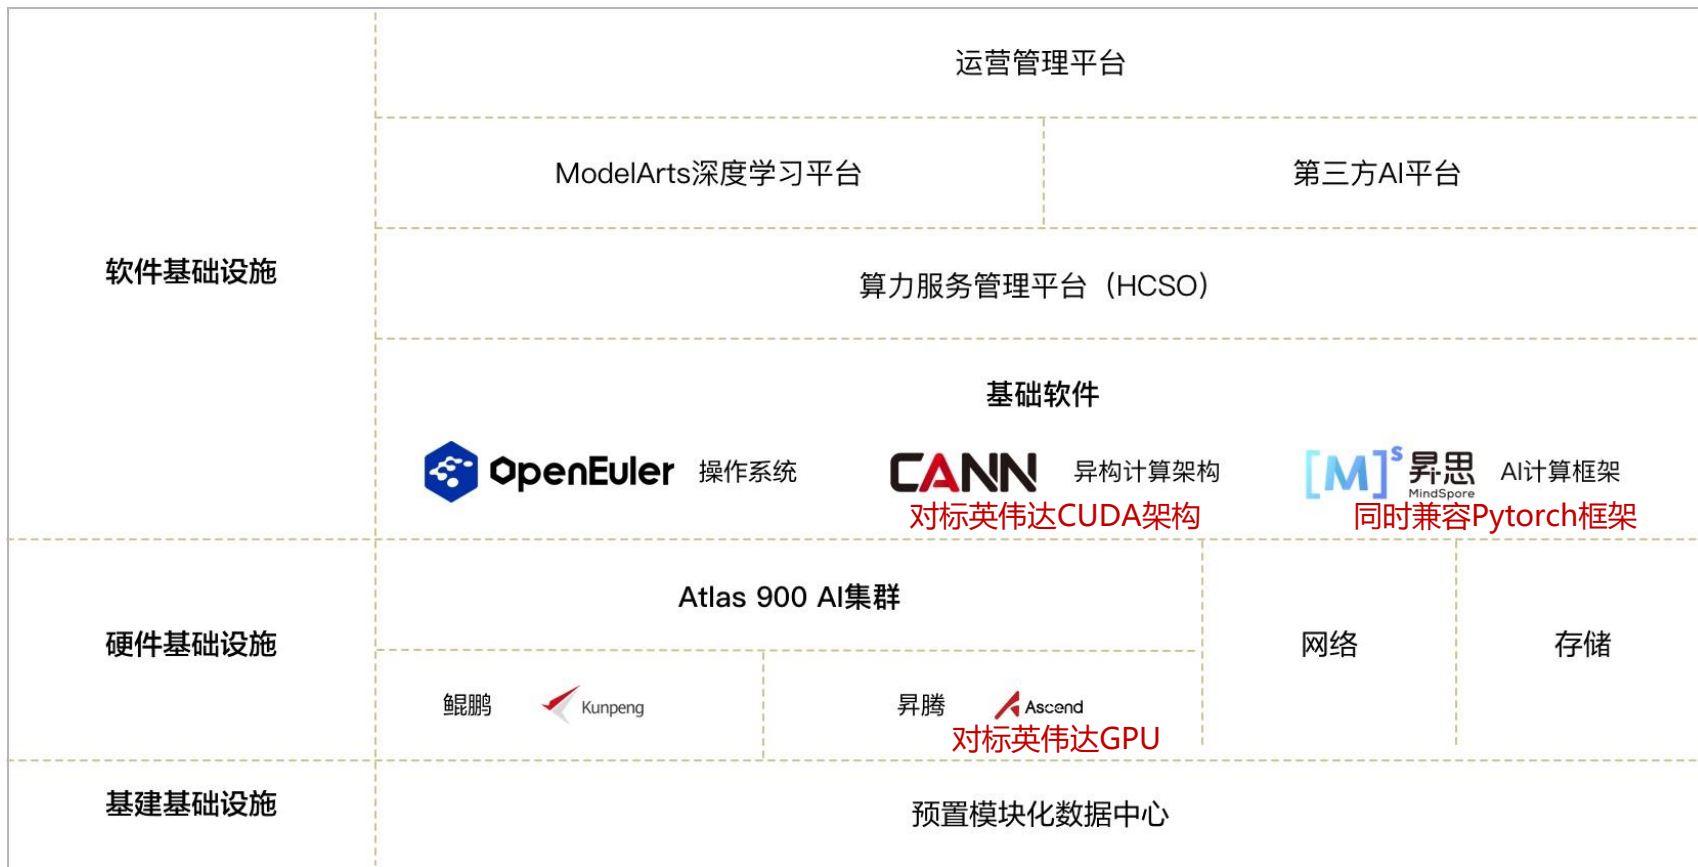 运营管理平台
ModelArts深度学习平台
第三方AI平台
软件基础设施
算力服务管理平台（HCSO）
基础软件
OpenEuler 操作系统
CANN 异构计算架构
对标英伟达CUDA架构
[M]s 昇思 AI计算框架
MindSpore
同时兼容Pytorch框架
硬件基础设施
Atlas 900 AI集群
鲲鹏 Kunpeng
昇腾 Ascend
对标英伟达GPU
网络
存储
基建基础设施
预置模块化数据中心